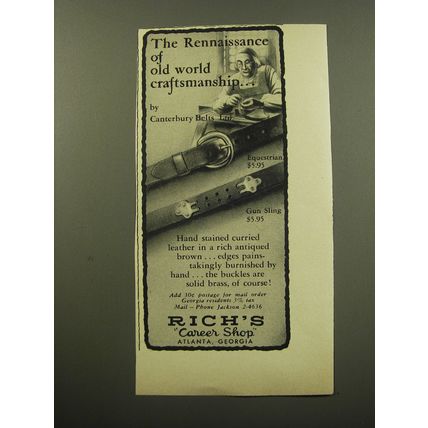 The Rennaissance
of
old world
craftsmanship...
by
Canterbury Belts Ltd.
Equestrian
$5.95
Gun Sling
$5.95
Hand stained curried
leather in a rich antiqued
brown . . . edges pains-
takingly burnished by
hand . . . the buckles are
solid brass, of course!
Add 30¢ postage for mail order
Georgia residents 3% tax
Mail — Phone Jackson 2-4636
RICH'S
"Career Shop"
ATLANTA, GEORGIA